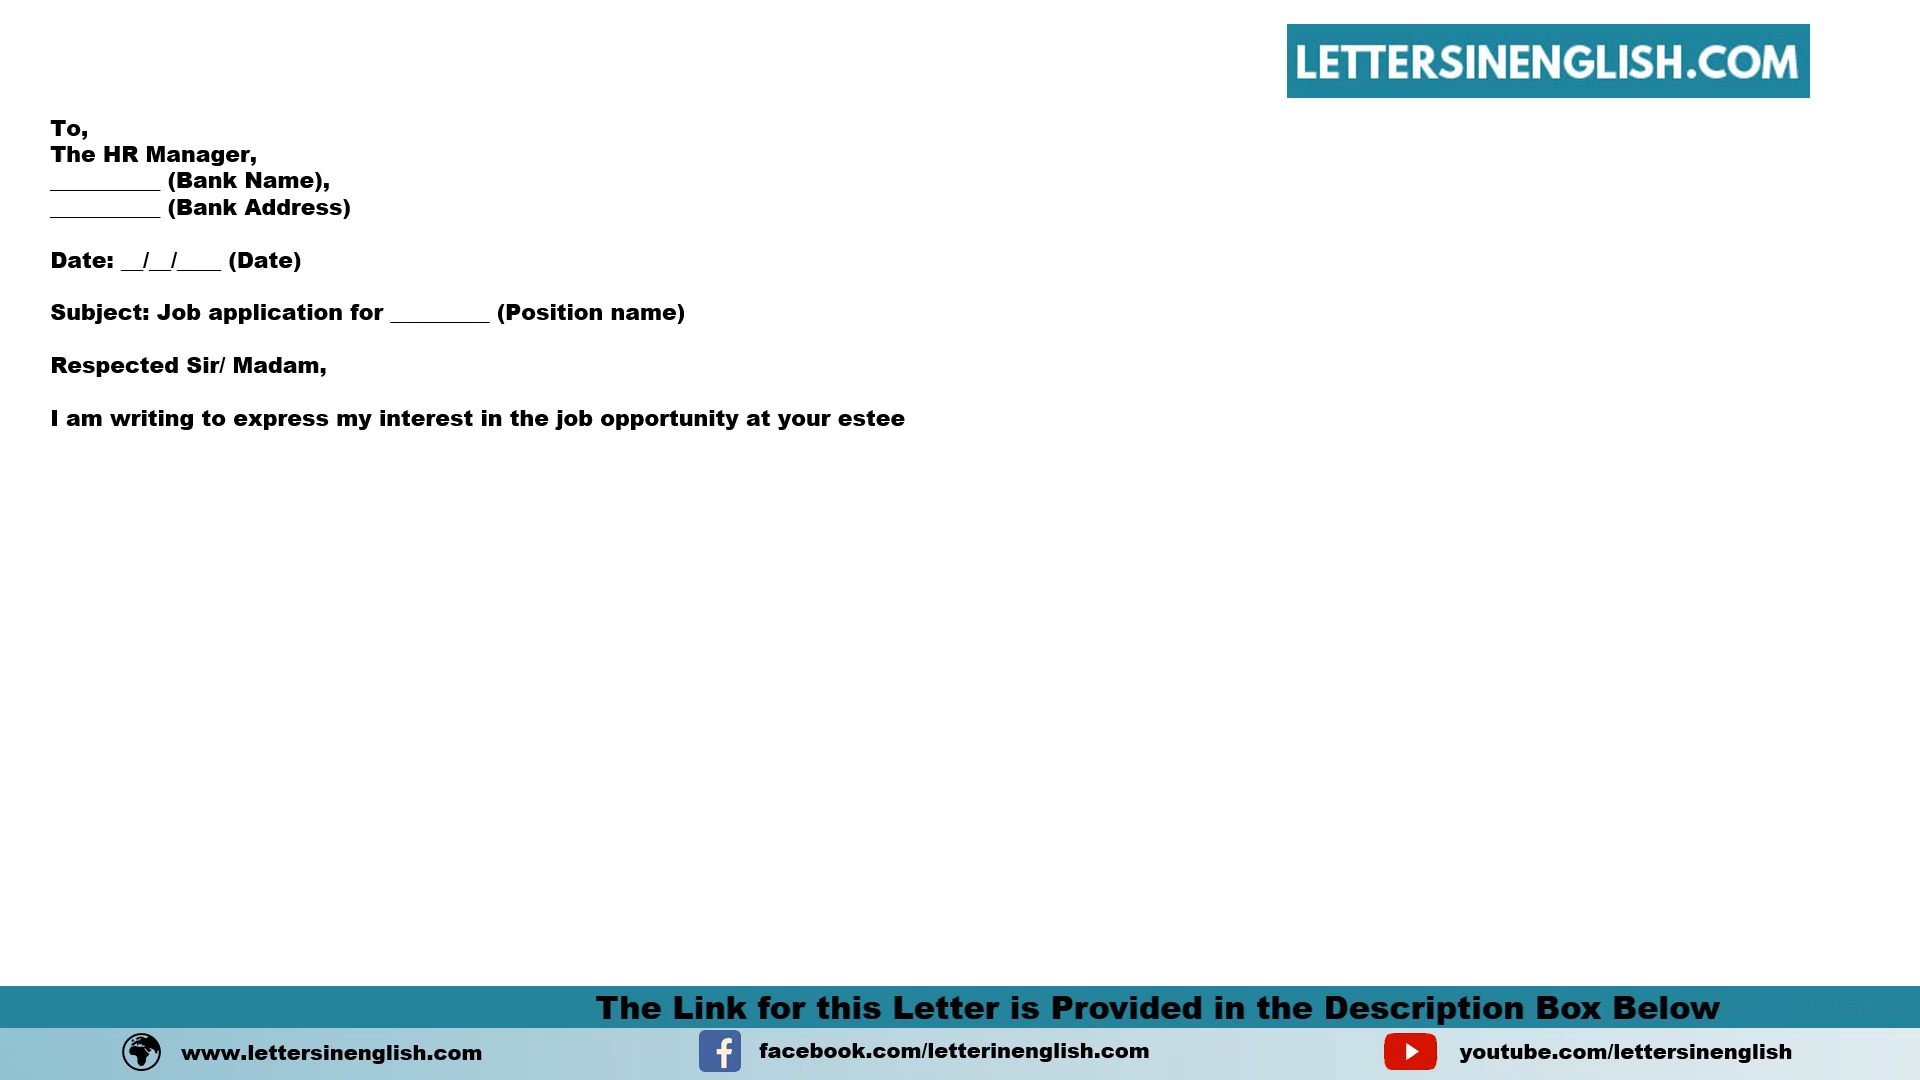 LETTERSINENGLISH.COM
To,
The HR Manager,
__________ (Bank Name),
__________ (Bank Address)
Date: __/__/____ (Date)
Subject: Job application for _________ (Position name)
Respected Sir/ Madam,
I am writing to express my interest in the job opportunity at your estee
The Link for this Letter is Provided in the Description Box Below
www.lettersinenglish.com
facebook.com/letterinenglish.com
youtube.com/lettersinenglish